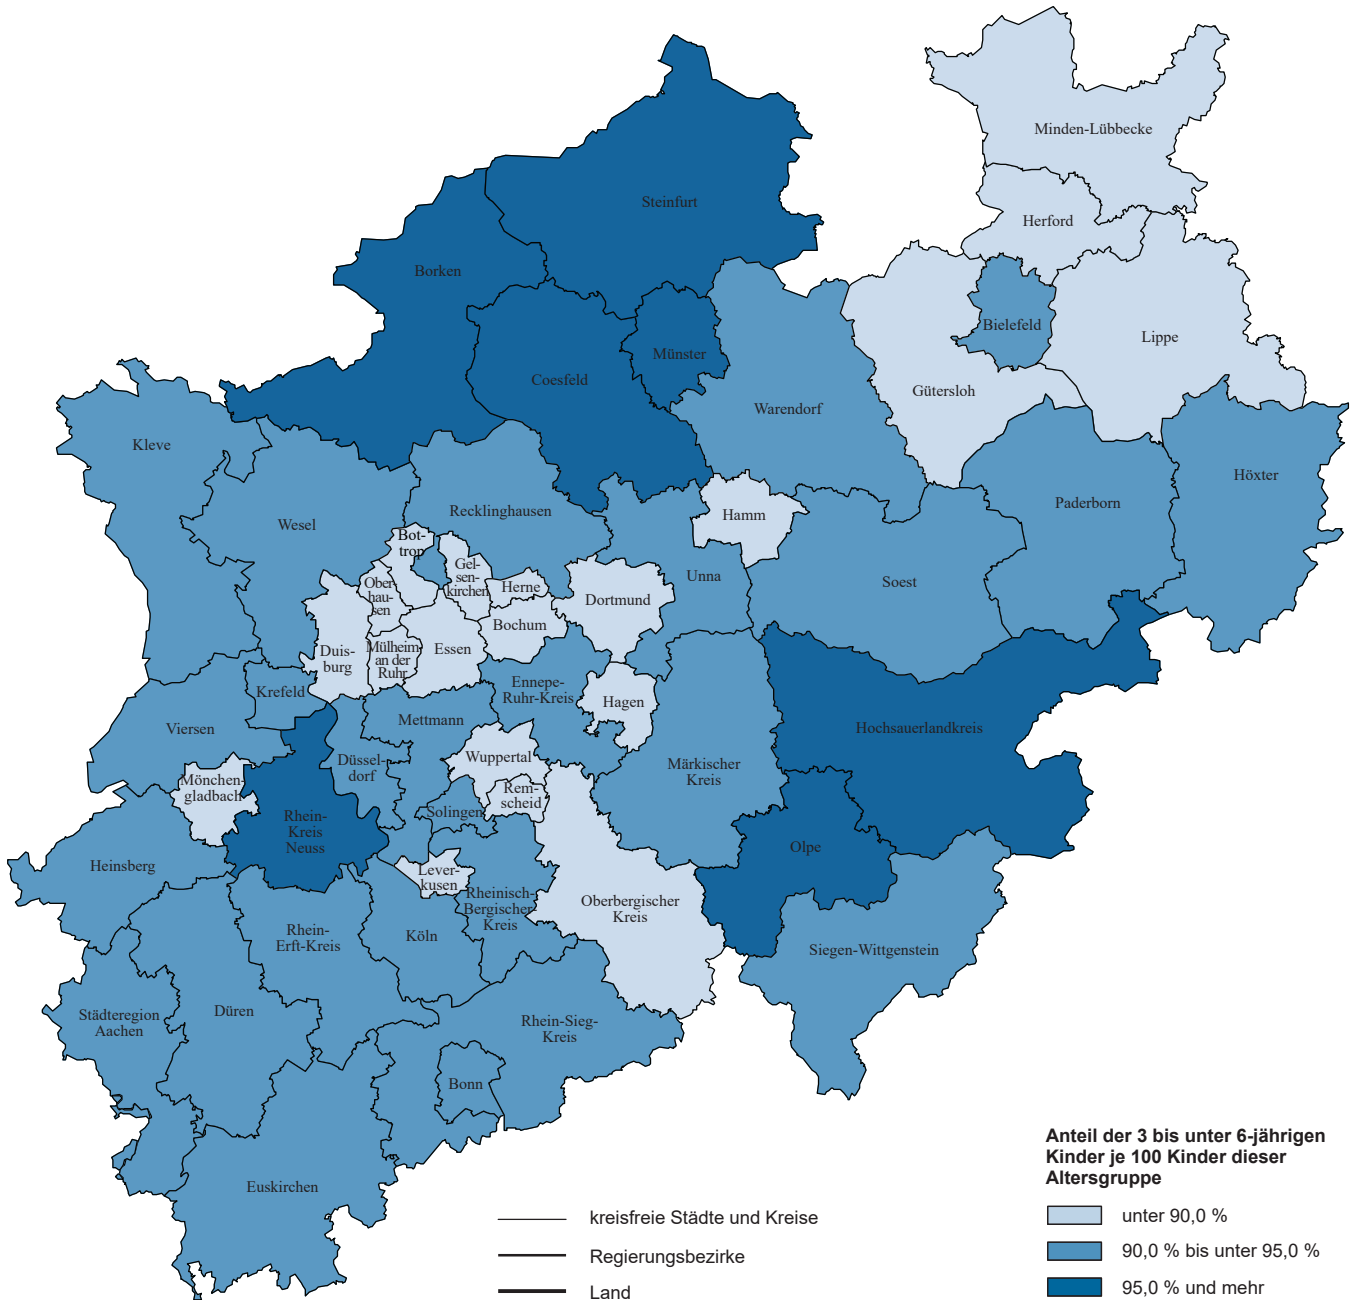 Minden-Lübbecke
Steinfurt
Herford
Borken
Bielefeld
Lippe
Münster
Coesfeld
Gütersloh
Warendorf
Kleve
Höxter
Paderborn
Recklinghausen
Hamm
Wesel
Bot-
trop
Gel-
sen-
kirchen
Unna
Soest
Ober-
hau-
sen
Herne
Dortmund
Bochum
Duis-
burg
Mülheim
an der
Ruhr
Essen
Krefeld
Ennepe-
Ruhr-Kreis
Hagen
Viersen
Mettmann
Hochsauerlandkreis
Düssel-
dorf
Wuppertal
Märkischer
Kreis
Mönchen-
gladbach
Rem-
scheid
Solingen
Rhein-
Kreis
Neuss
Olpe
Heinsberg
Lever-
kusen
Rheinisch-
Bergischer
Kreis
Oberbergischer
Kreis
Rhein-
Erft-Kreis
Köln
Siegen-Wittgenstein
Städteregion
Aachen
Düren
Rhein-Sieg-
Kreis
Bonn
Euskirchen
kreisfreie Städte und Kreise
Regierungsbezirke
Land
Anteil der 3 bis unter 6-jährigen
Kinder je 100 Kinder dieser
Altersgruppe
unter 90,0 %
90,0 % bis unter 95,0 %
95,0 % und mehr